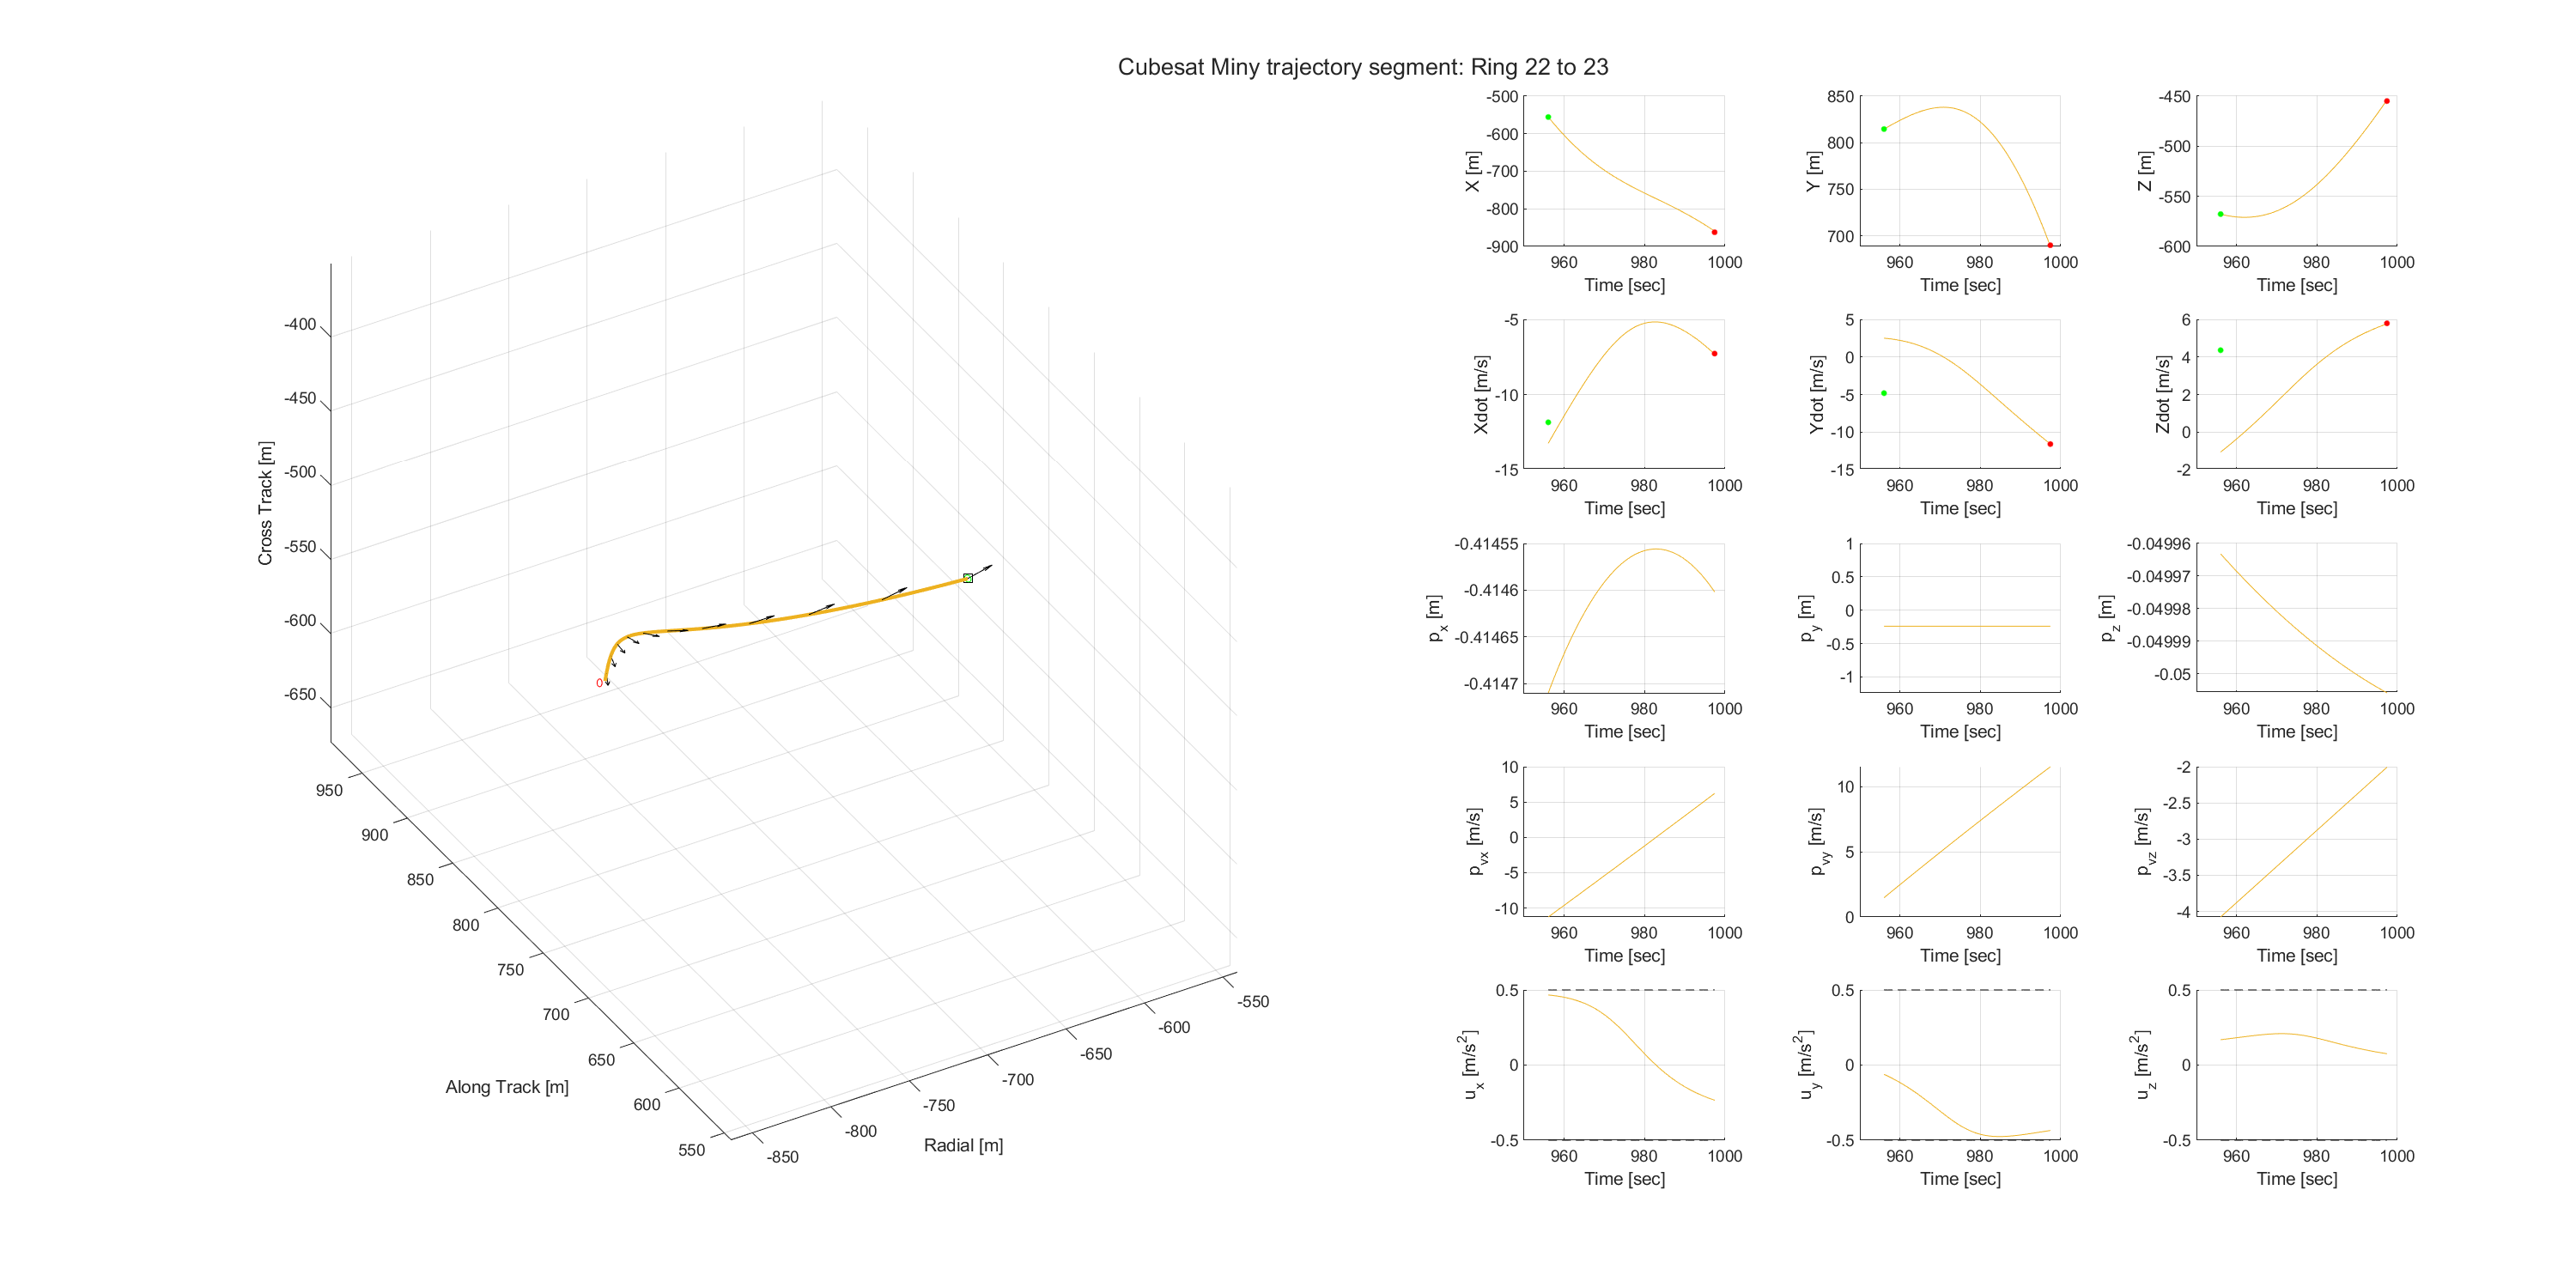 Cubesat Miny trajectory segment: Ring 22 to 23
Cross Track [m]
-400
-450
-500
-550
-600
-650
0
950
900
850
800
750
700
650
600
550
Along Track [m]
-850
-800
-750
-700
-650
-600
-550
Radial [m]
X [m]
-500
-600
-700
-800
-900
960 980 1000
Time [sec]
Y [m]
850
800
750
700
960 980 1000
Time [sec]
Z [m]
-450
-500
-550
-600
960 980 1000
Time [sec]
Xdot [m/s]
-5
-10
-15
960 980 1000
Time [sec]
Ydot [m/s]
5
0
-5
-10
-15
960 980 1000
Time [sec]
Zdot [m/s]
6
4
2
0
-2
960 980 1000
Time [sec]
p_x [m]
-0.41455
-0.4146
-0.41465
-0.4147
960 980 1000
Time [sec]
p_y [m]
1
0.5
0
-0.5
-1
960 980 1000
Time [sec]
p_z [m]
-0.04996
-0.04997
-0.04998
-0.04999
-0.05
960 980 1000
Time [sec]
p_vx [m/s]
10
5
0
-5
-10
960 980 1000
Time [sec]
p_vy [m/s]
10
5
0
960 980 1000
Time [sec]
p_vz [m/s]
-2
-2.5
-3
-3.5
-4
960 980 1000
Time [sec]
u_x [m/s²]
0.5
0
-0.5
960 980 1000
Time [sec]
u_y [m/s²]
0.5
0
-0.5
960 980 1000
Time [sec]
u_z [m/s²]
0.5
0
-0.5
960 980 1000
Time [sec]